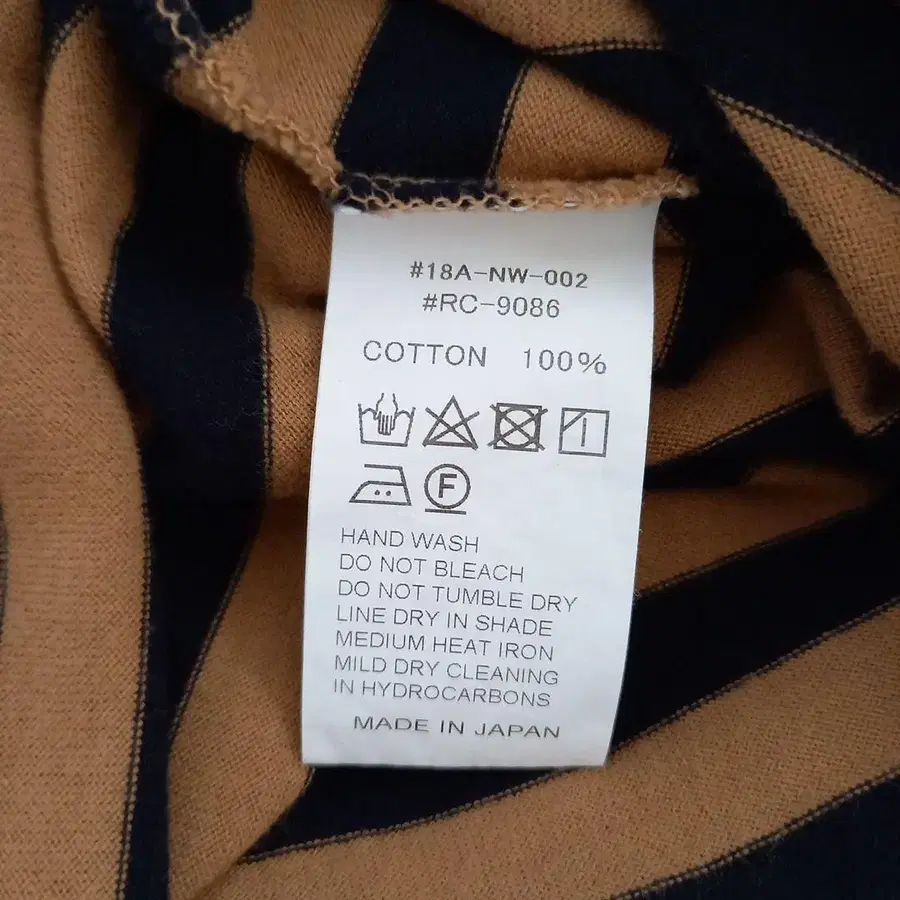 #18A-NW-002
#RC-9086
COTTON 100%
F
HAND WASH
DO NOT BLEACH
DO NOT TUMBLE DRY
LINE DRY IN SHADE
MEDIUM HEAT IRON
MILD DRY CLEANING
IN HYDROCARBONS
MADE IN JAPAN